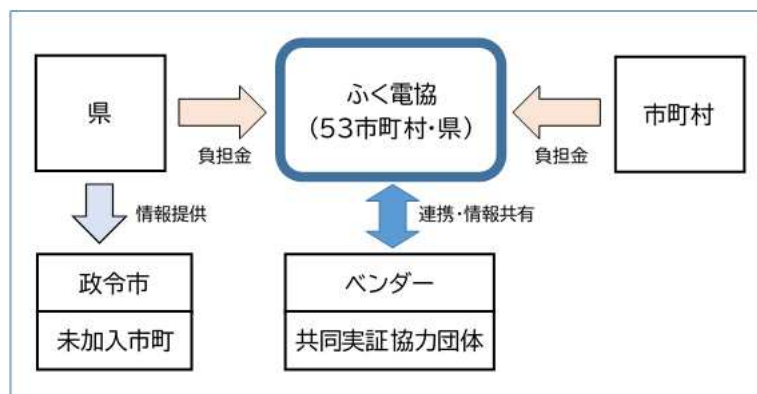 県
負担金
ふく電協
(53市町村・県)
負担金
市町村
情報提供
連携・情報共有
政令市
未加入市町
ベンダー
共同実証協力団体